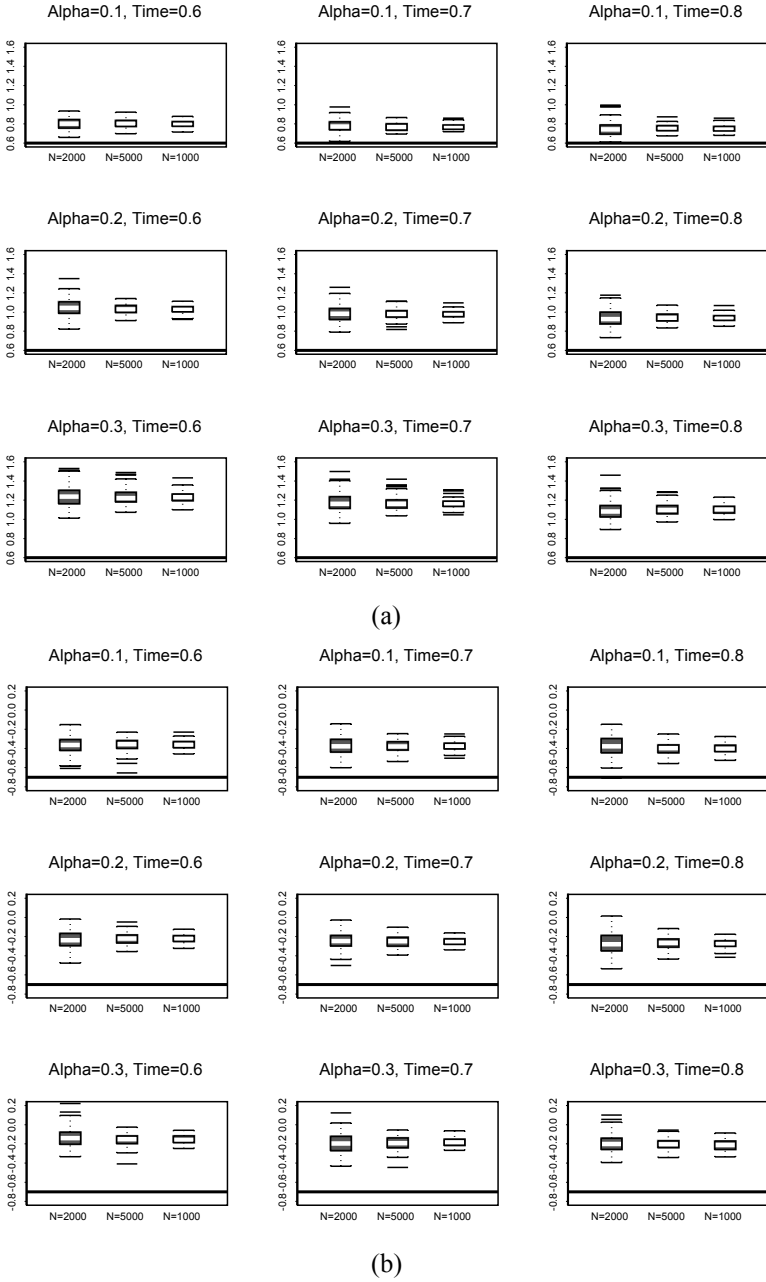 Alpha=0.1, Time=0.6 Alpha=0.1, Time=0.7 Alpha=0.1, Time=0.8
0.6 0.8 1.0 1.2 1.4 1.6 0.6 0.8 1.0 1.2 1.4 1.6 0.6 0.8 1.0 1.2 1.4 1.6
N=2000 N=5000 N=1000 N=2000 N=5000 N=1000 N=2000 N=5000 N=1000
Alpha=0.2, Time=0.6 Alpha=0.2, Time=0.7 Alpha=0.2, Time=0.8
0.6 0.8 1.0 1.2 1.4 1.6 0.6 0.8 1.0 1.2 1.4 1.6 0.6 0.8 1.0 1.2 1.4 1.6
N=2000 N=5000 N=1000 N=2000 N=5000 N=1000 N=2000 N=5000 N=1000
Alpha=0.3, Time=0.6 Alpha=0.3, Time=0.7 Alpha=0.3, Time=0.8
0.6 0.8 1.0 1.2 1.4 1.6 0.6 0.8 1.0 1.2 1.4 1.6 0.6 0.8 1.0 1.2 1.4 1.6
N=2000 N=5000 N=1000 N=2000 N=5000 N=1000 N=2000 N=5000 N=1000
(a)
Alpha=0.1, Time=0.6 Alpha=0.1, Time=0.7 Alpha=0.1, Time=0.8
-0.8 -0.6 -0.4 -0.2 0.0 0.2 -0.8 -0.6 -0.4 -0.2 0.0 0.2 -0.8 -0.6 -0.4 -0.2 0.0 0.2
N=2000 N=5000 N=1000 N=2000 N=5000 N=1000 N=2000 N=5000 N=1000
Alpha=0.2, Time=0.6 Alpha=0.2, Time=0.7 Alpha=0.2, Time=0.8
-0.8 -0.6 -0.4 -0.2 0.0 0.2 -0.8 -0.6 -0.4 -0.2 0.0 0.2 -0.8 -0.6 -0.4 -0.2 0.0 0.2
N=2000 N=5000 N=1000 N=2000 N=5000 N=1000 N=2000 N=5000 N=1000
Alpha=0.3, Time=0.6 Alpha=0.3, Time=0.7 Alpha=0.3, Time=0.8
-0.8 -0.6 -0.4 -0.2 0.0 0.2 -0.8 -0.6 -0.4 -0.2 0.0 0.2 -0.8 -0.6 -0.4 -0.2 0.0 0.2
N=2000 N=5000 N=1000 N=2000 N=5000 N=1000 N=2000 N=5000 N=1000
(b)